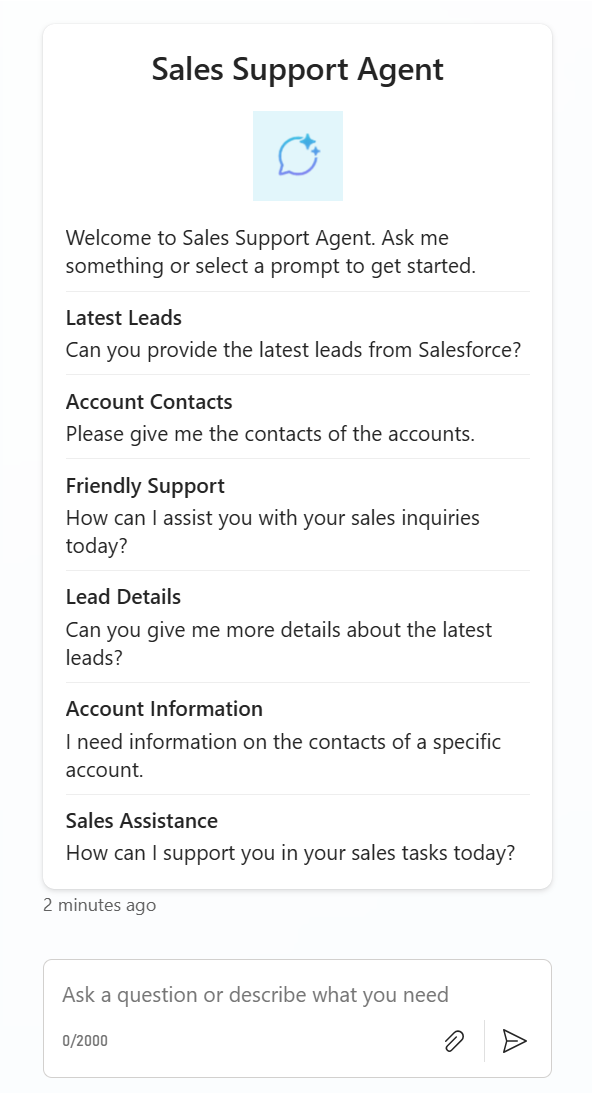 Sales Support Agent
Welcome to Sales Support Agent. Ask me
something or select a prompt to get started.
Latest Leads
Can you provide the latest leads from Salesforce?
Account Contacts
Please give me the contacts of the accounts.
Friendly Support
How can I assist you with your sales inquiries
today?
Lead Details
Can you give me more details about the latest
leads?
Account Information
I need information on the contacts of a specific
account.
Sales Assistance
How can I support you in your sales tasks today?
2 minutes ago
Ask a question or describe what you need
0/2000